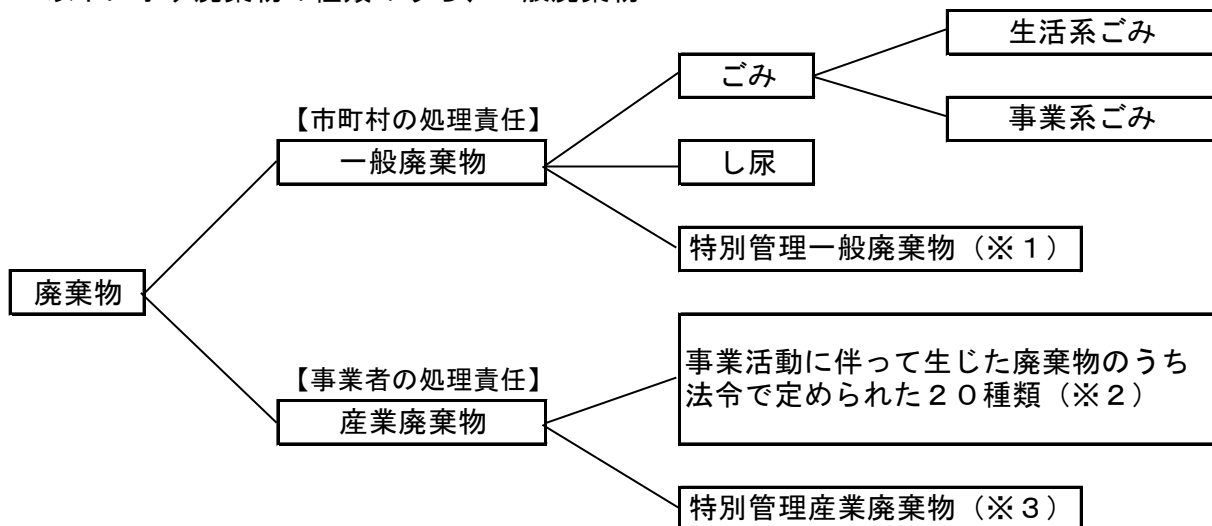 生活系ごみ
ごみ
事業系ごみ
【市町村の処理責任】
一般廃棄物
し尿
特別管理一般廃棄物（※１）
廃棄物
事業活動に伴って生じた廃棄物のうち
法令で定められた２０種類（※２）
【事業者の処理責任】
産業廃棄物
特別管理産業廃棄物（※３）